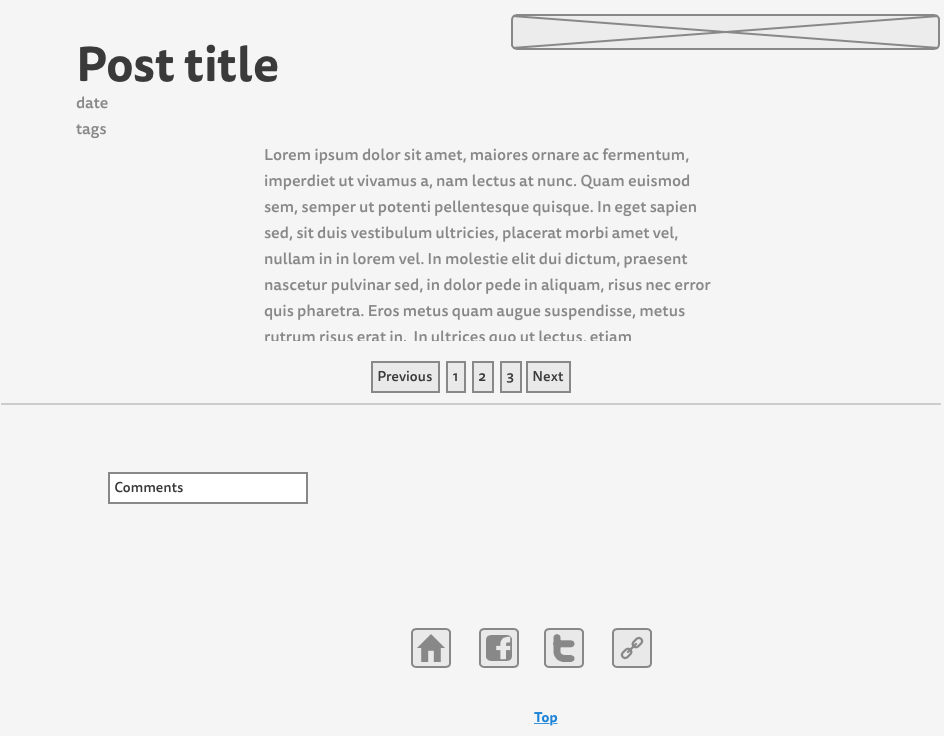 Post title
date
tags
Lorem ipsum dolor sit amet, maiores ornare ac fermentum,
imperdiet ut vivamus a, nam lectus at nunc. Quam euismod
sem, semper ut potenti pellentesque quisque. In eget sapien
sed, sit duis vestibulum ultricies, placerat morbi amet vel,
nullam in in lorem vel. In molestie elit dui dictum, praesent
nascetur pulvinar sed, in dolor pede in aliquam, risus nec error
quis pharetra. Eros metus quam augue suspendisse, metus
rutrum risus erat in.  In ultrices quo ut lectus, etiam
Previous 1 2 3 Next
Comments
Top